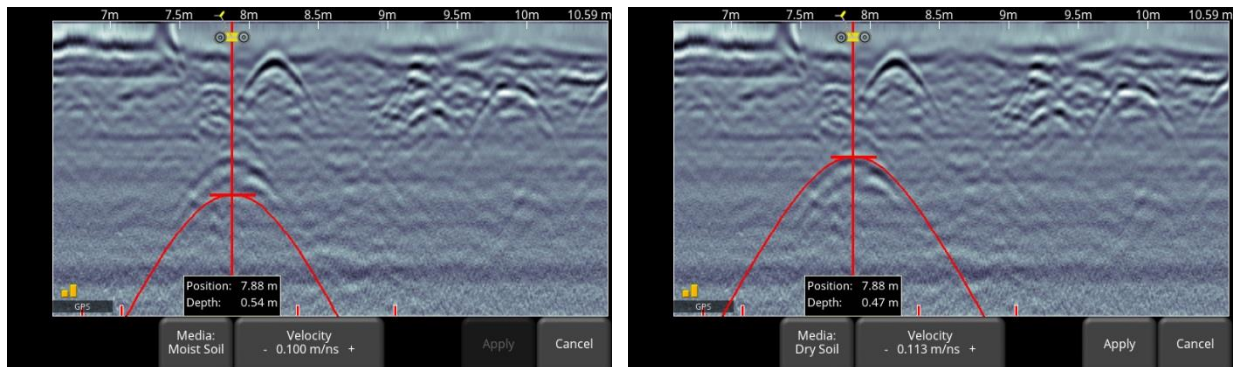 7m 7.5m 8m 8.5m 9m 9.5m 10m 10.59 m
Position: 7.88 m
Depth: 0.54 m
GPS
Media:
Moist Soil
Velocity
- 0.100 m/ns +
Apply
Cancel
7m 7.5m 8m 8.5m 9m 9.5m 10m 10.59 m
Position: 7.88 m
Depth: 0.47 m
GPS
Media:
Dry Soil
Velocity
- 0.113 m/ns +
Apply
Cancel